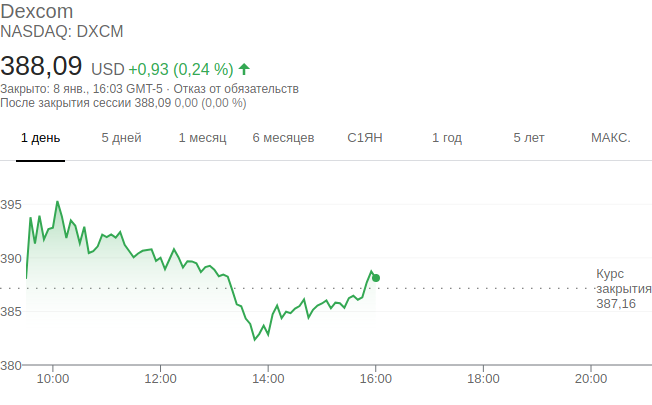 Dexcom
NASDAQ: DXCM
388,09 USD +0,93 (0,24 %)
Закрыто: 8 янв., 16:03 GMT-5 · Отказ от обязательств
После закрытия сессии 388,09 0,00 (0,00 %)
1 день 5 дней 1 месяц 6 месяцев С1ЯН 1 год 5 лет МАКС.
395
390
Курс
закрытия
387,16
385
380
10:00 12:00 14:00 16:00 18:00 20:00